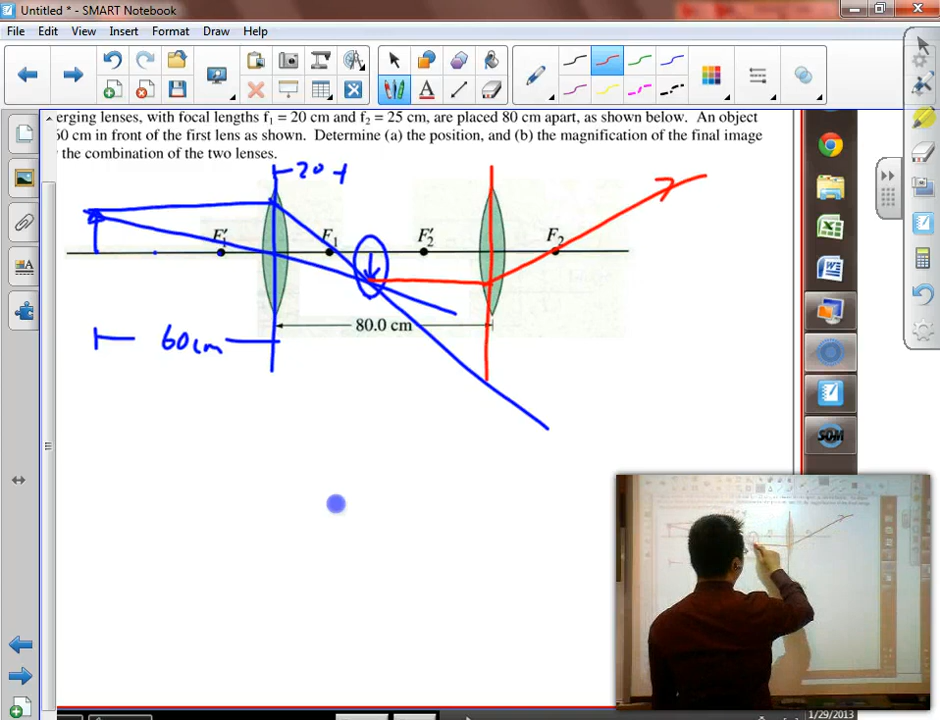 Untitled * - SMART Notebook
File Edit View Insert Format Draw Help
erging lenses, with focal lengths f₁ = 20 cm and f₂ = 25 cm, are placed 80 cm apart, as shown below. An object
60 cm in front of the first lens as shown. Determine (a) the position, and (b) the magnification of the final image
the combination of the two lenses.
20
F₁' F₁ F₂' F₂
80.0 cm
60cm
SDM
1/29/2013